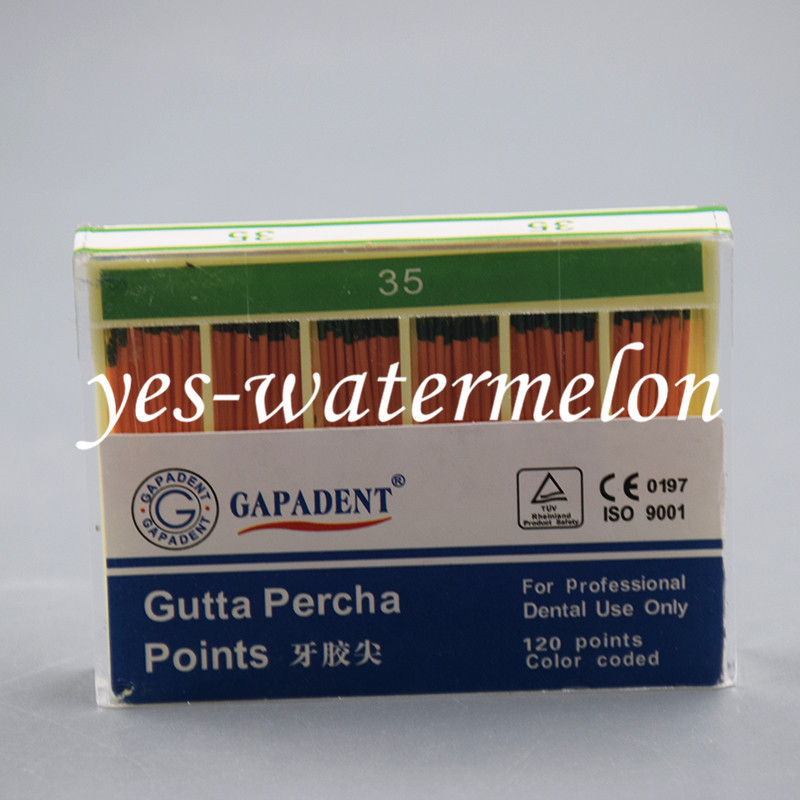 35 35
35
yes-watermelon
GAPADENT
G
GAPADENT
GAPADENT®
TÜV
Rheinland
Product Safety
CE 0197
ISO 9001
Gutta Percha
Points 牙胶尖
For Professional
Dental Use Only
120 points
Color coded